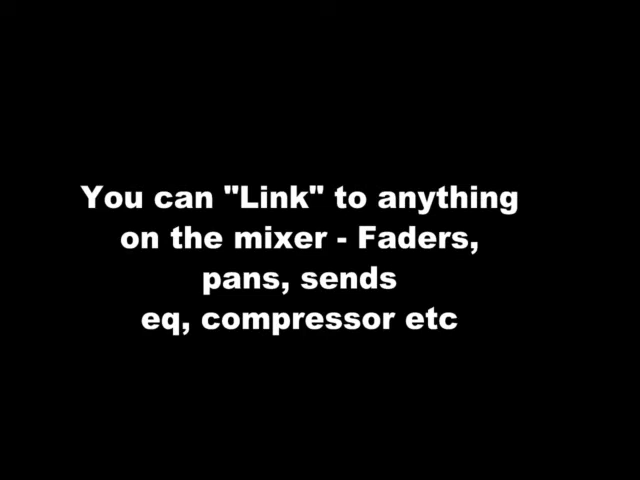 You can "Link" to anything
on the mixer - Faders,
pans, sends
eq, compressor etc